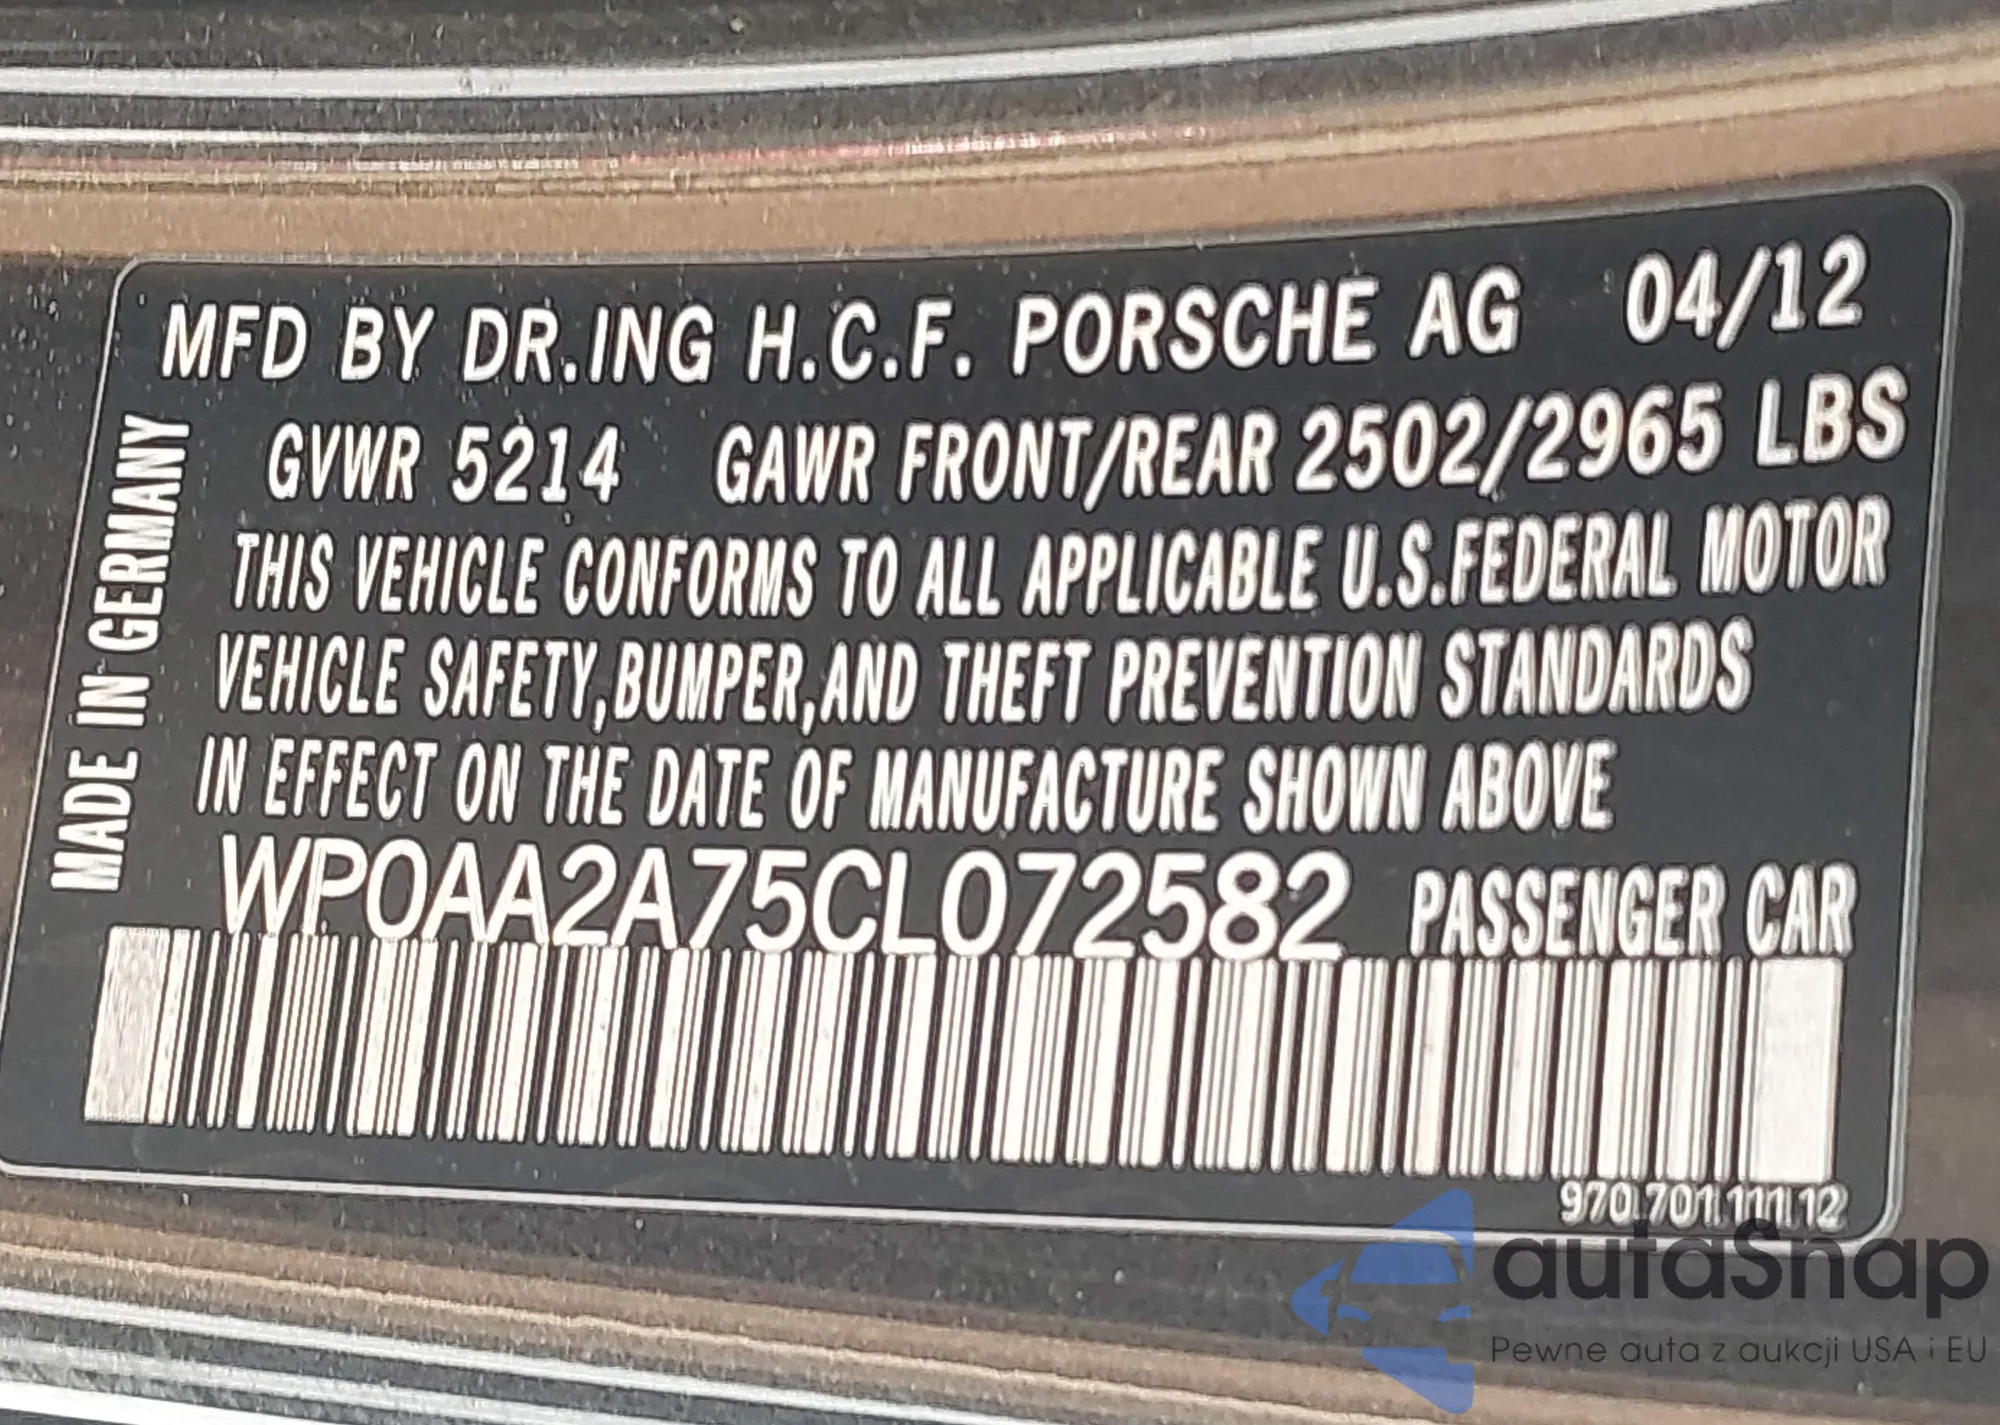 MFD BY DR.ING H.C.F. PORSCHE AG 04/12
GVWR 5214 GAWR FRONT/REAR 2502/2965 LBS
THIS VEHICLE CONFORMS TO ALL APPLICABLE U.S.FEDERAL MOTOR
VEHICLE SAFETY,BUMPER,AND THEFT PREVENTION STANDARDS
IN EFFECT ON THE DATE OF MANUFACTURE SHOWN ABOVE
WP0AA2A75CL072582 PASSENGER CAR
MADE IN GERMANY
970.701.111.12
autaSnap
Pewne auta z aukcji USA i EU